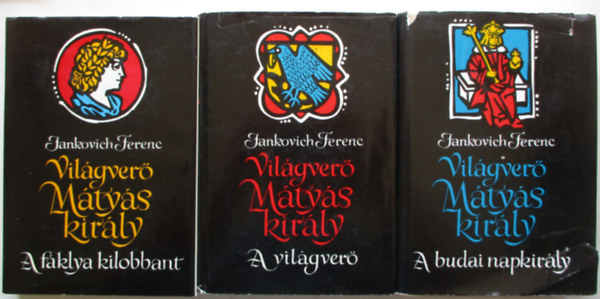 Jankovich Ferenc
Világverő
Mátyás
király
A fáklya kilobbant
Jankovich Ferenc
Világverő
Mátyás
király
A világverő
Jankovich Ferenc
Világverő
Mátyás
király
A budai napkirály